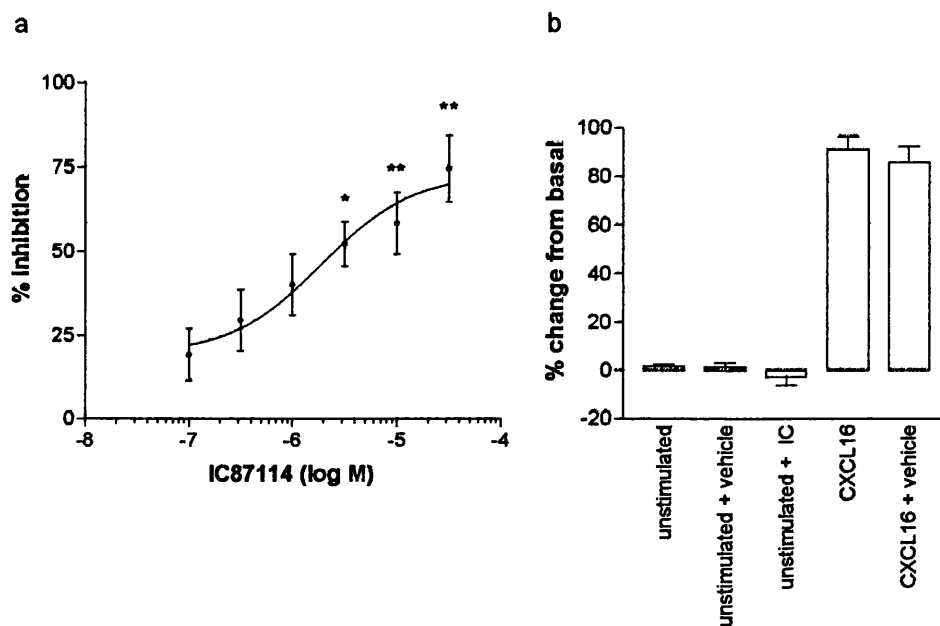 a
b
100
75
50
25
0
% inhibition
*
**
**
-8
-7
-6
-5
-4
IC87114 (log M)
100
80
60
40
20
0
-20
% change from basal
unstimulated
unstimulated + vehicle
unstimulated + IC
CXCL16
CXCL16 + vehicle